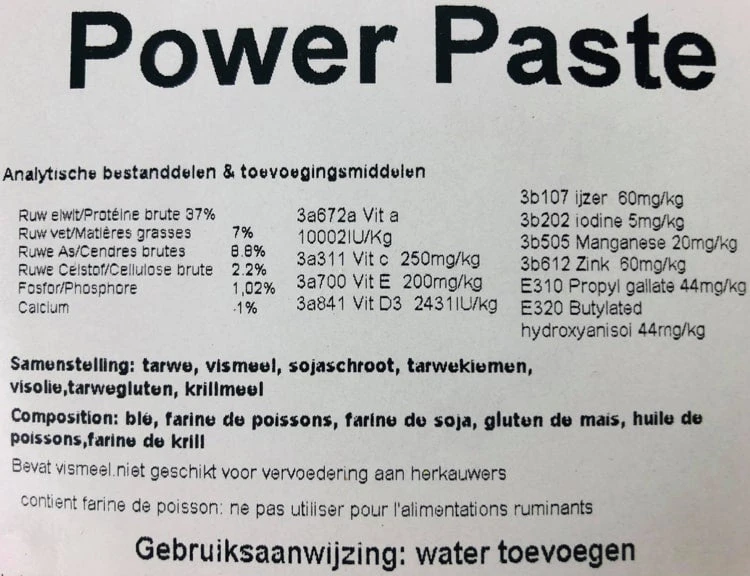 Power Paste
Analytische bestanddelen & toevoegingsmiddelen
Ruw eiwit/Protéine brute 37%
Ruw vet/Matières grasses 7%
Ruwe As/Cendres brutes 8.8%
Ruwe Celstof/Cellulose brute 2.2%
Fosfor/Phosphore 1,02%
Calcium .1%
3a672a Vit a
10002IU/Kg
3a311 Vit c 250mg/kg
3a700 Vit E 200mg/kg
3a841 Vit D3 2431IU/kg
3b107 ijzer 60mg/kg
3b202 iodine 5mg/kg
3b505 Manganese 20mg/kg
3b612 Zink 60mg/kg
E310 Propyl gallate 44mg/kg
E320 Butylated
hydroxyanisol 44mg/kg
Samenstelling: tarwe, vismeel, sojaschroot, tarwekiemen,
visolie,tarwegluten, krillmeel
Composition: blé, farine de poissons, farine de soja, gluten de mais, huile de
poissons,farine de krill
Bevat vismeel.niet geschikt voor vervoedering aan herkauwers
contient farine de poisson: ne pas utiliser pour l'alimentations ruminants
Gebruiksaanwijzing: water toevoegen